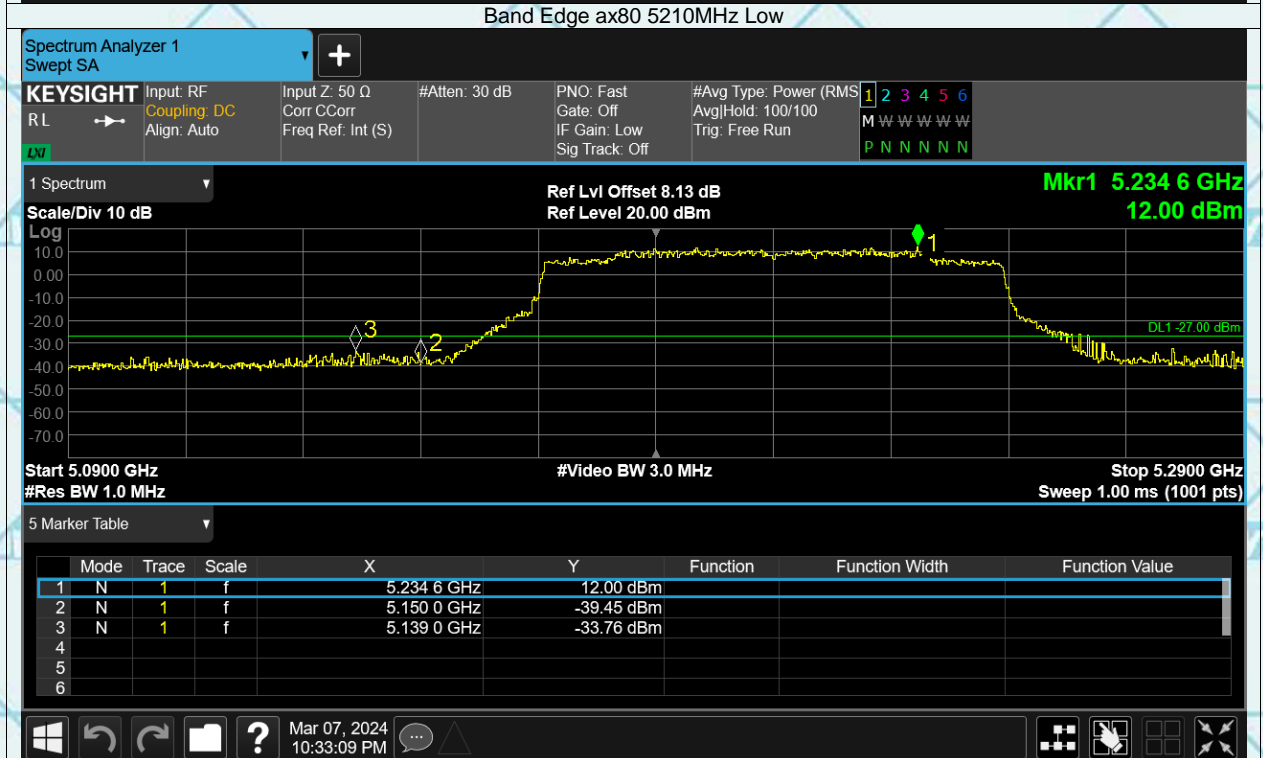 Band Edge ax80 5210MHz Low
Spectrum Analyzer 1
Swept SA
KEYSIGHT
R L
LXI
Input: RF
Coupling: DC
Align: Auto
Input Z: 50 Ω
Corr CCorr
Freq Ref: Int (S)
#Atten: 30 dB
PNO: Fast
Gate: Off
IF Gain: Low
Sig Track: Off
#Avg Type: Power (RMS
Avg|Hold: 100/100
Trig: Free Run
1 2 3 4 5 6
M W W W W W
P N N N N N
1 Spectrum
Scale/Div 10 dB
Ref Lvl Offset 8.13 dB
Ref Level 20.00 dBm
Mkr1 5.234 6 GHz
12.00 dBm
Log
10.0
0.00
-10.0
-20.0
-30.0
-40.0
-50.0
-60.0
-70.0
1
3
2
DL1 -27.00 dBm
Start 5.0900 GHz
#Res BW 1.0 MHz
#Video BW 3.0 MHz
Stop 5.2900 GHz
Sweep 1.00 ms (1001 pts)
5 Marker Table
Mode Trace Scale X Y Function Function Width Function Value
1 N 1 f 5.234 6 GHz 12.00 dBm
2 N 1 f 5.150 0 GHz -39.45 dBm
3 N 1 f 5.139 0 GHz -33.76 dBm
4
5
6
Mar 07, 2024
10:33:09 PM